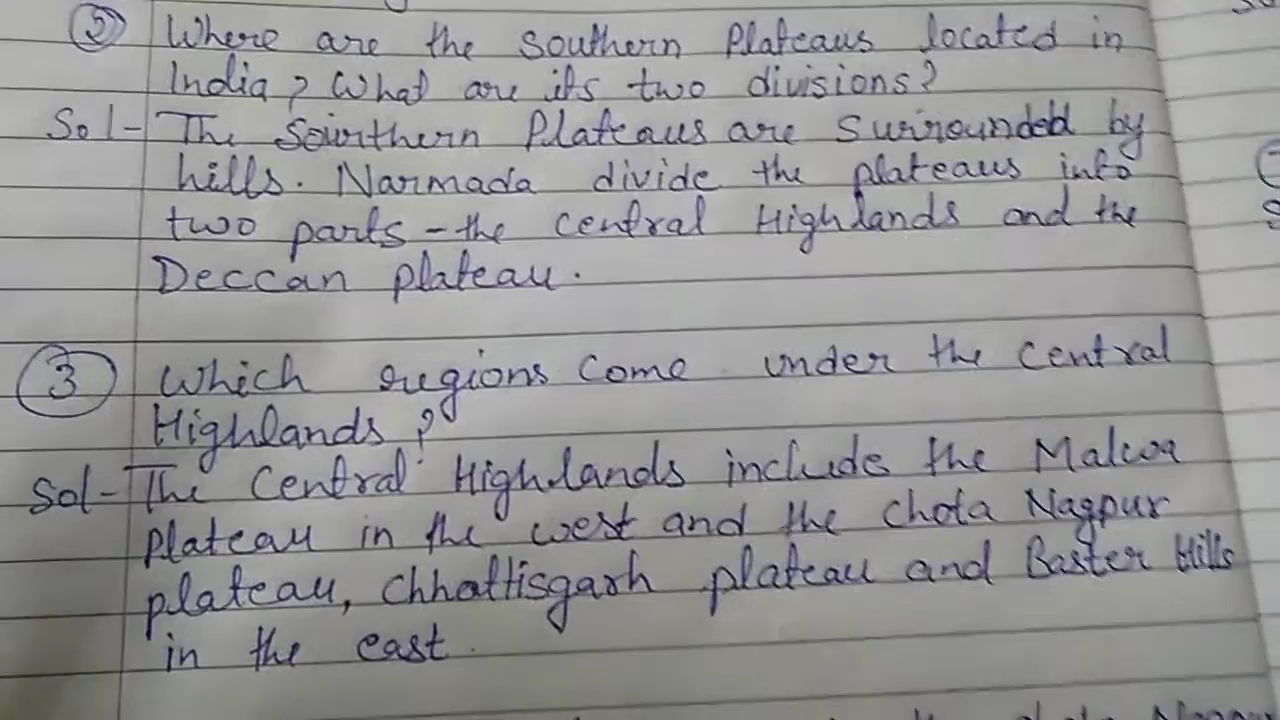 ② Where are the Southern Plateaus located in
India? What are its two divisions?
Sol- The Sourthern Plateaus are surrounded by
hills. Narmada divide the plateaus into
two parts - the central Highlands and the
Deccan plateau.
③ Which regions come under the central
Highlands?
Sol- The Central Highlands include the Malwa
plateau in the west and the chota Nagpur
plateau, Chhattisgarh plateau and Baster Hills
in the east.